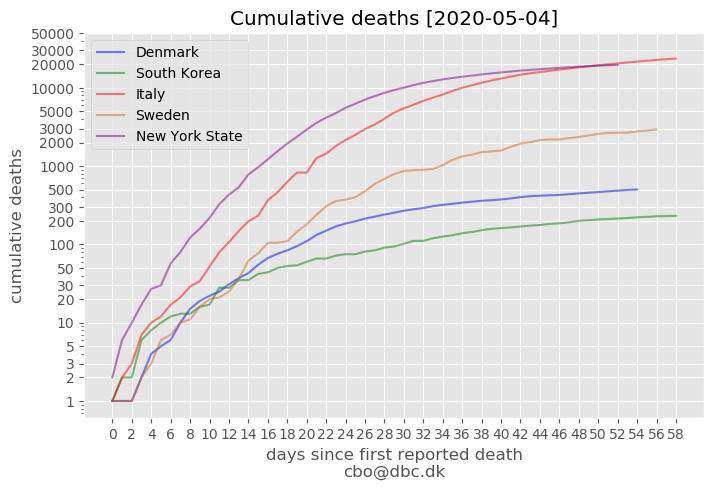 Cumulative deaths [2020-05-04]
Denmark
South Korea
Italy
Sweden
New York State
cumulative deaths
50000
30000
20000
10000
5000
3000
2000
1000
500
300
200
100
50
30
20
10
5
3
2
1
0 2 4 6 8 10 12 14 16 18 20 22 24 26 28 30 32 34 36 38 40 42 44 46 48 50 52 54 56 58
days since first reported death
cbo@dbc.dk